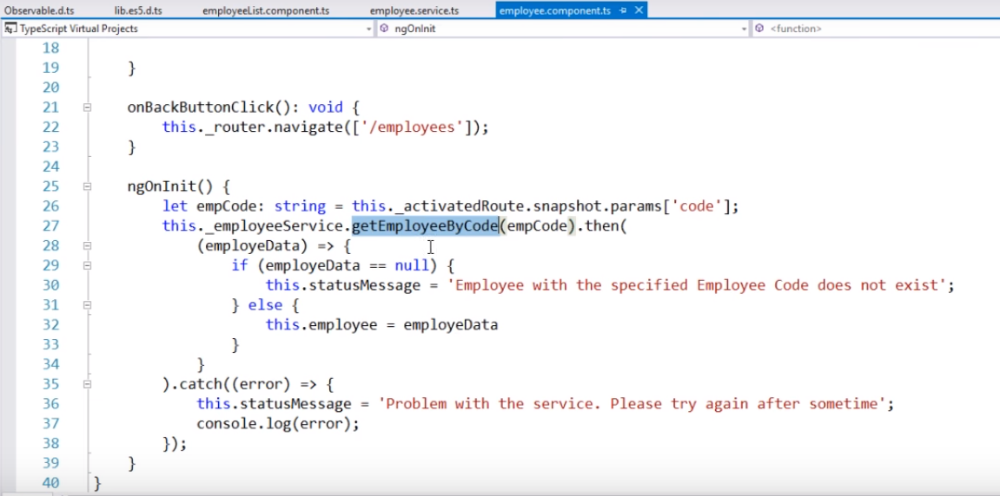 Observable.d.ts lib.es5.d.ts employeeList.component.ts employee.service.ts employee.component.ts
TypeScript Virtual Projects ngOnInit <function>
18
19 }
20
21 onBackButtonClick(): void {
22 this._router.navigate(['/employees']);
23 }
24
25 ngOnInit() {
26 let empCode: string = this._activatedRoute.snapshot.params['code'];
27 this._employeeService.getEmployeeByCode(empCode).then(
28 (employeData) => {
29 if (employeData == null) {
30 this.statusMessage = 'Employee with the specified Employee Code does not exist';
31 } else {
32 this.employee = employeData
33 }
34 }
35 ).catch((error) => {
36 this.statusMessage = 'Problem with the service. Please try again after sometime';
37 console.log(error);
38 });
39 }
40 }